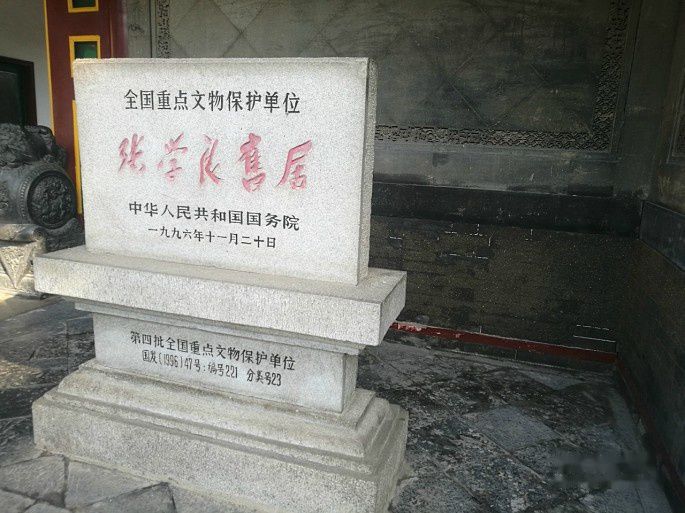 全国重点文物保护单位
张学良舊居
中华人民共和国国务院
一九九六年十一月二十日
第四批全国重点文物保护单位
国发(1996)47号:编号221 分类号23